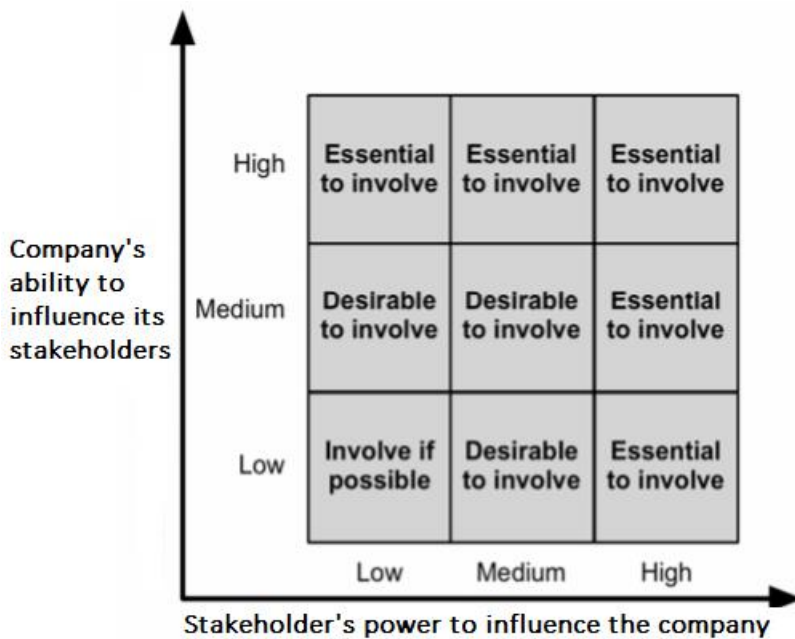 High
Essential
to involve
Essential
to involve
Essential
to involve
Company's
ability to
influence its
stakeholders
Medium
Desirable
to involve
Desirable
to involve
Essential
to involve
Low
Involve if
possible
Desirable
to involve
Essential
to involve
Low
Medium
High
Stakeholder's power to influence the company